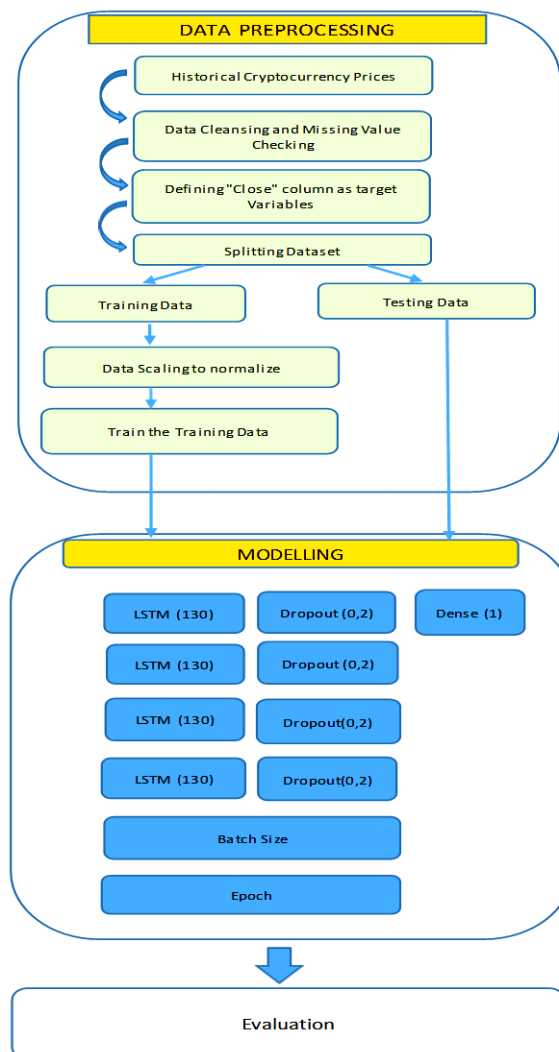 DATA PREPROCESSING
Historical Cryptocurrency Prices
Data Cleansing and Missing Value
Checking
Defining "Close" column as target
Variables
Splitting Dataset
Training Data
Testing Data
Data Scaling to normalize
Train the Training Data
MODELLING
LSTM (130)
Dropout (0,2)
Dense (1)
LSTM (130)
Dropout (0,2)
LSTM (130)
Dropout(0,2)
LSTM (130)
Dropout(0,2)
Batch Size
Epoch
Evaluation